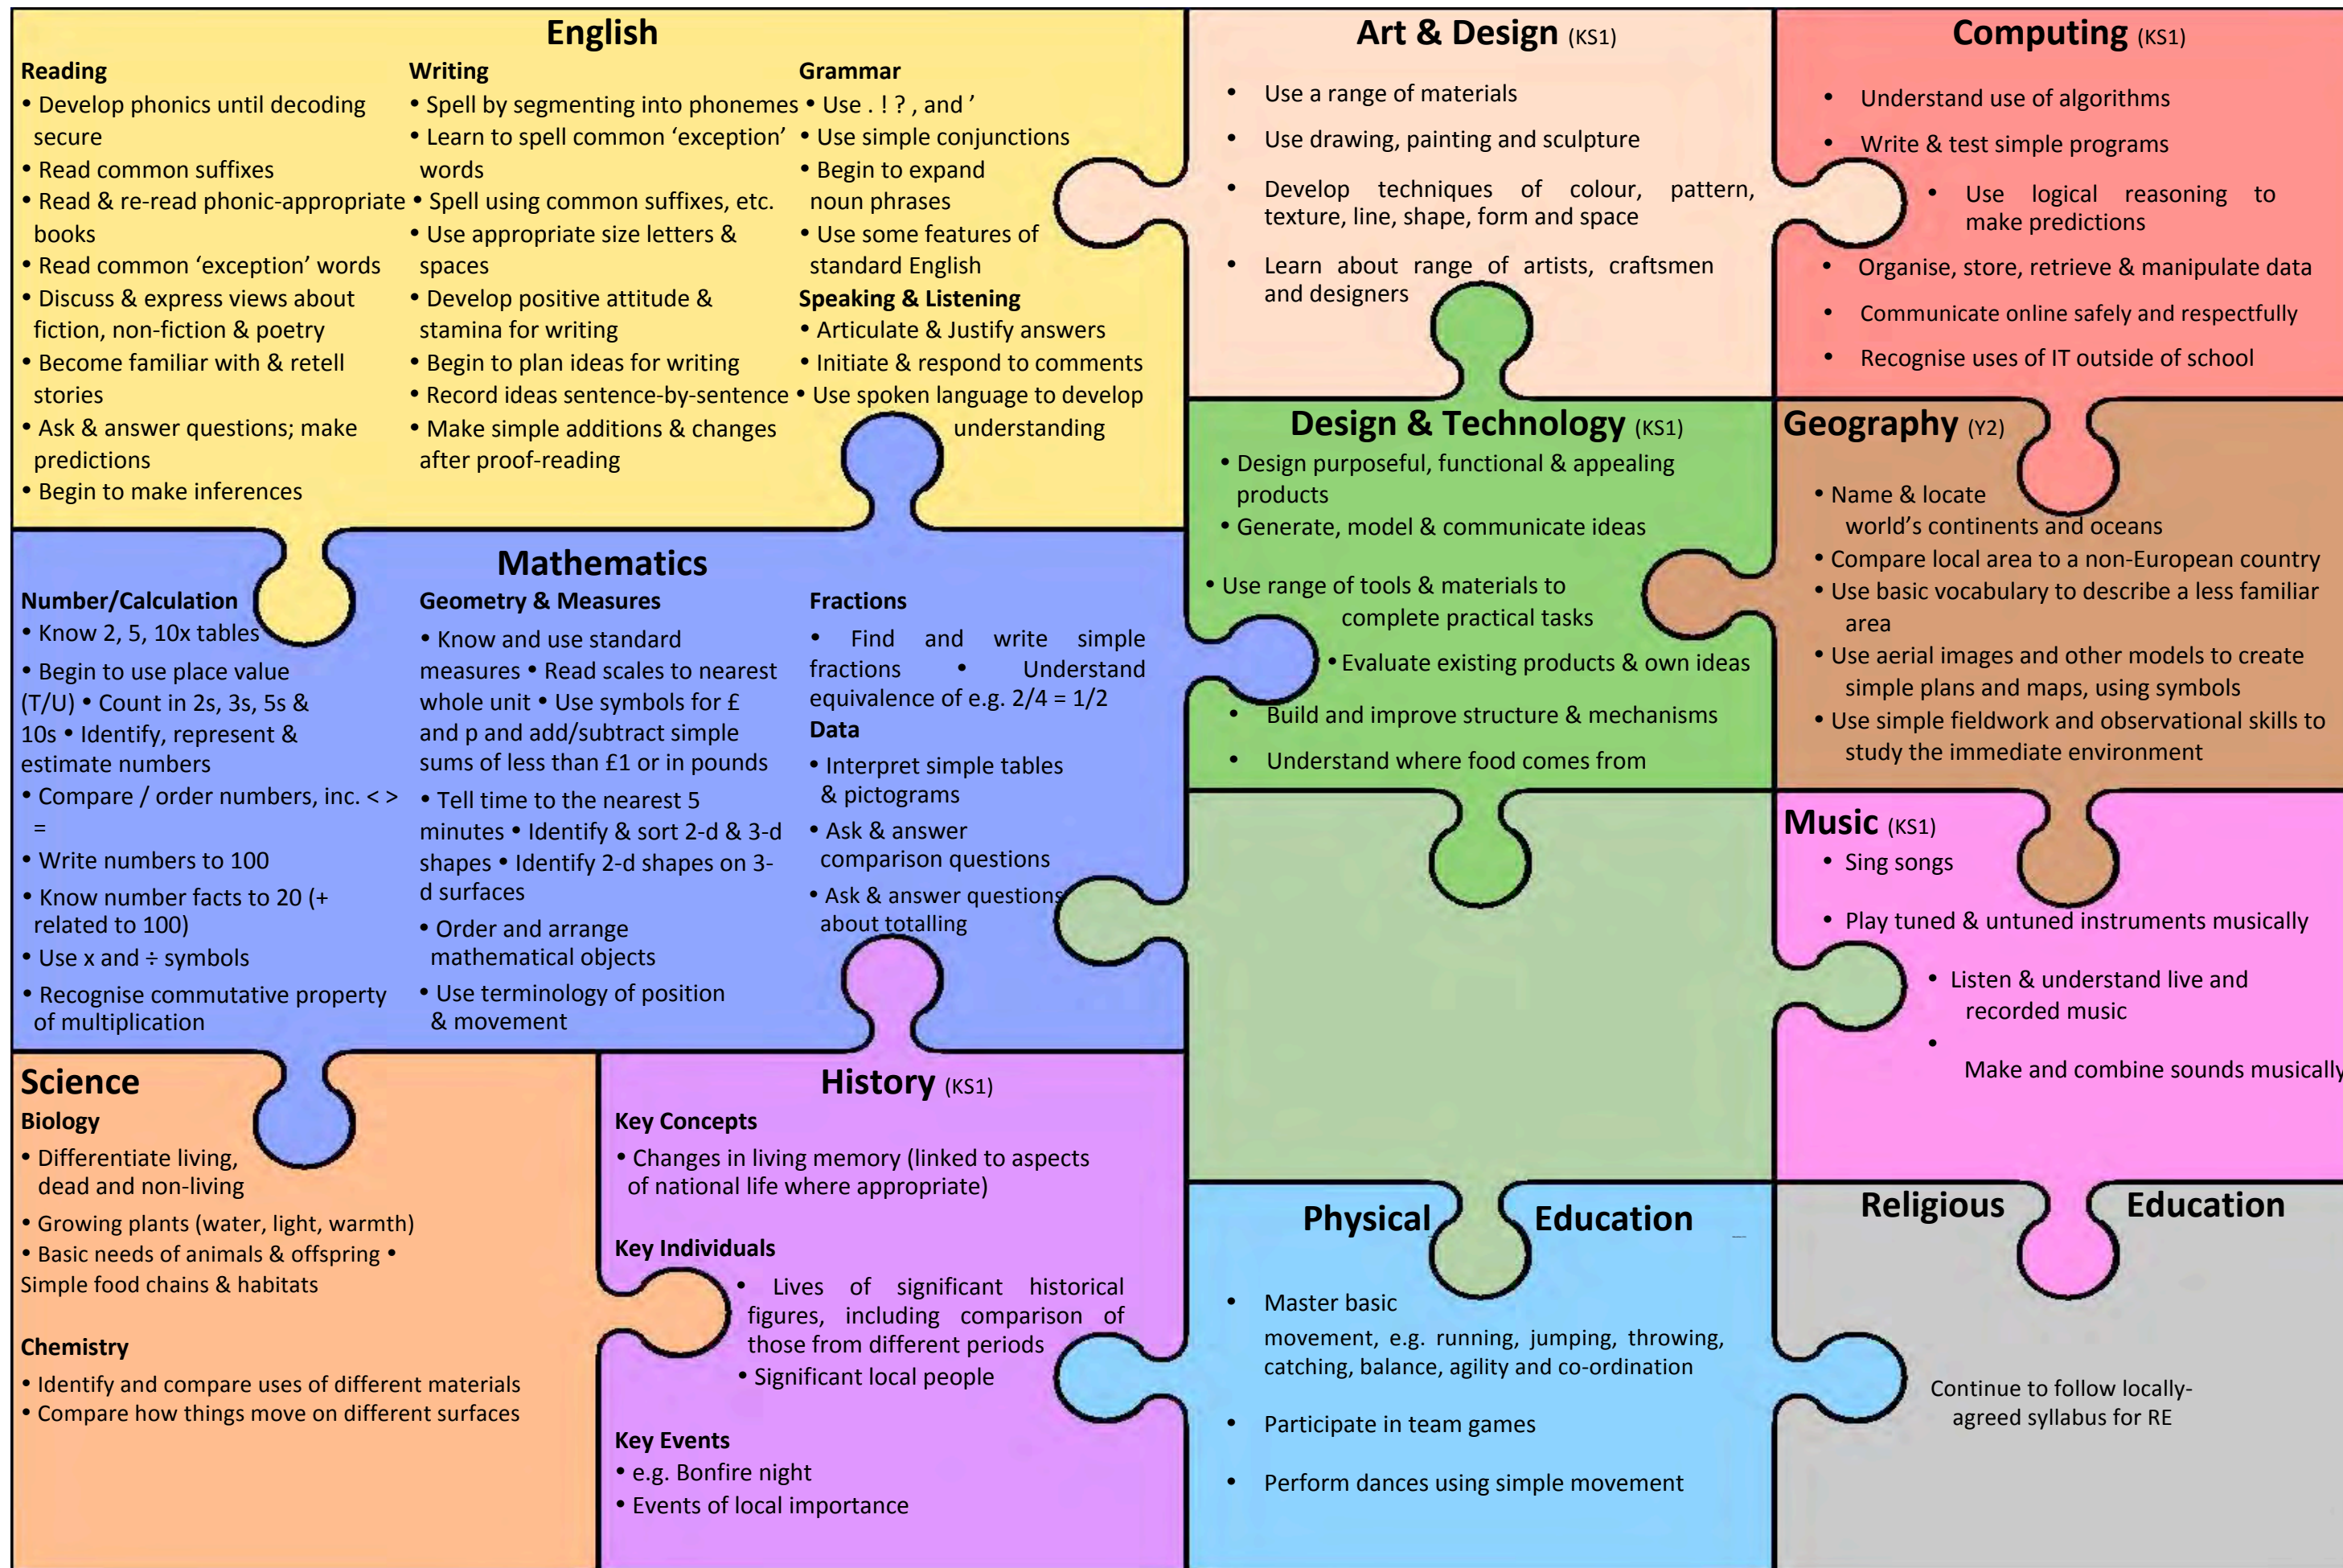 English
Reading
• Develop phonics until decoding
secure
• Read common suffixes
• Read & re-read phonic-appropriate
books
• Read common ‘exception’ words
• Discuss & express views about
fiction, non-fiction & poetry
• Become familiar with & retell
stories
• Ask & answer questions; make
predictions
• Begin to make inferences
Writing
• Spell by segmenting into phonemes
• Learn to spell common ‘exception’
words
• Spell using common suffixes, etc.
• Use appropriate size letters &
spaces
• Develop positive attitude &
stamina for writing
• Begin to plan ideas for writing
• Record ideas sentence-by-sentence
• Make simple additions & changes
after proof-reading
Grammar
• Use . ! ? , and ’
• Use simple conjunctions
• Begin to expand
noun phrases
• Use some features of
standard English
Speaking & Listening
• Articulate & Justify answers
• Initiate & respond to comments
• Use spoken language to develop
understanding
Art & Design (KS1)
• Use a range of materials
• Use drawing, painting and sculpture
• Develop techniques of colour, pattern,
texture, line, shape, form and space
• Learn about range of artists, craftsmen
and designers
Computing (KS1)
• Understand use of algorithms
• Write & test simple programs
• Use logical reasoning to
make predictions
• Organise, store, retrieve & manipulate data
• Communicate online safely and respectfully
• Recognise uses of IT outside of school
Mathematics
Number/Calculation
• Know 2, 5, 10x tables
• Begin to use place value
(T/U) • Count in 2s, 3s, 5s &
10s • Identify, represent &
estimate numbers
• Compare / order numbers, inc. < >
=
• Write numbers to 100
• Know number facts to 20 (+
related to 100)
• Use x and ÷ symbols
• Recognise commutative property
of multiplication
Geometry & Measures
• Know and use standard
measures • Read scales to nearest
whole unit • Use symbols for £
and p and add/subtract simple
sums of less than £1 or in pounds
• Tell time to the nearest 5
minutes • Identify & sort 2-d & 3-d
shapes • Identify 2-d shapes on 3-
d surfaces
• Order and arrange
mathematical objects
• Use terminology of position
& movement
Fractions
• Find and write simple
fractions • Understand
equivalence of e.g. 2/4 = 1/2
Data
• Interpret simple tables
& pictograms
• Ask & answer
comparison questions
• Ask & answer questions
about totalling
Design & Technology (KS1)
• Design purposeful, functional & appealing
products
• Generate, model & communicate ideas
• Use range of tools & materials to
complete practical tasks
• Evaluate existing products & own ideas
• Build and improve structure & mechanisms
• Understand where food comes from
Geography (Y2)
• Name & locate
world’s continents and oceans
• Compare local area to a non-European country
• Use basic vocabulary to describe a less familiar
area
• Use aerial images and other models to create
simple plans and maps, using symbols
• Use simple fieldwork and observational skills to
study the immediate environment
Music (KS1)
• Sing songs
• Play tuned & untuned instruments musically
• Listen & understand live and
recorded music
•
Make and combine sounds musically
Science
Biology
• Differentiate living,
dead and non-living
• Growing plants (water, light, warmth)
• Basic needs of animals & offspring •
Simple food chains & habitats
Chemistry
• Identify and compare uses of different materials
• Compare how things move on different surfaces
History (KS1)
Key Concepts
• Changes in living memory (linked to aspects
of national life where appropriate)
Key Individuals
• Lives of significant historical
figures, including comparison of
those from different periods
• Significant local people
Key Events
• e.g. Bonfire night
• Events of local importance
Physical Education
• Master basic
movement, e.g. running, jumping, throwing,
catching, balance, agility and co-ordination
• Participate in team games
• Perform dances using simple movement
Religious Education
Continue to follow locally-
agreed syllabus for RE